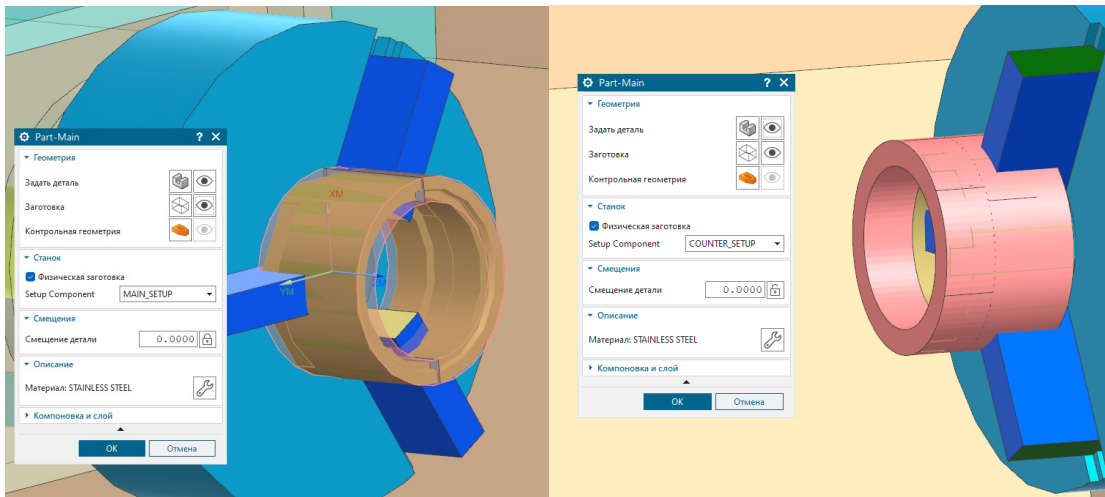 Part-Main
Геометрия
Задать деталь
Заготовка
Контрольная геометрия
Станок
Физическая заготовка
Setup Component MAIN_SETUP
Смещения
Смещение детали 0.0000
Описание
Материал: STAINLESS STEEL
Компоновка и слой
OK Отмена
XM
YM
ZM
Part-Main
Геометрия
Задать деталь
Заготовка
Контрольная геометрия
Станок
Физическая заготовка
Setup Component COUNTER_SETUP
Смещения
Смещение детали 0.0000
Описание
Материал: STAINLESS STEEL
Компоновка и слой
OK Отмена